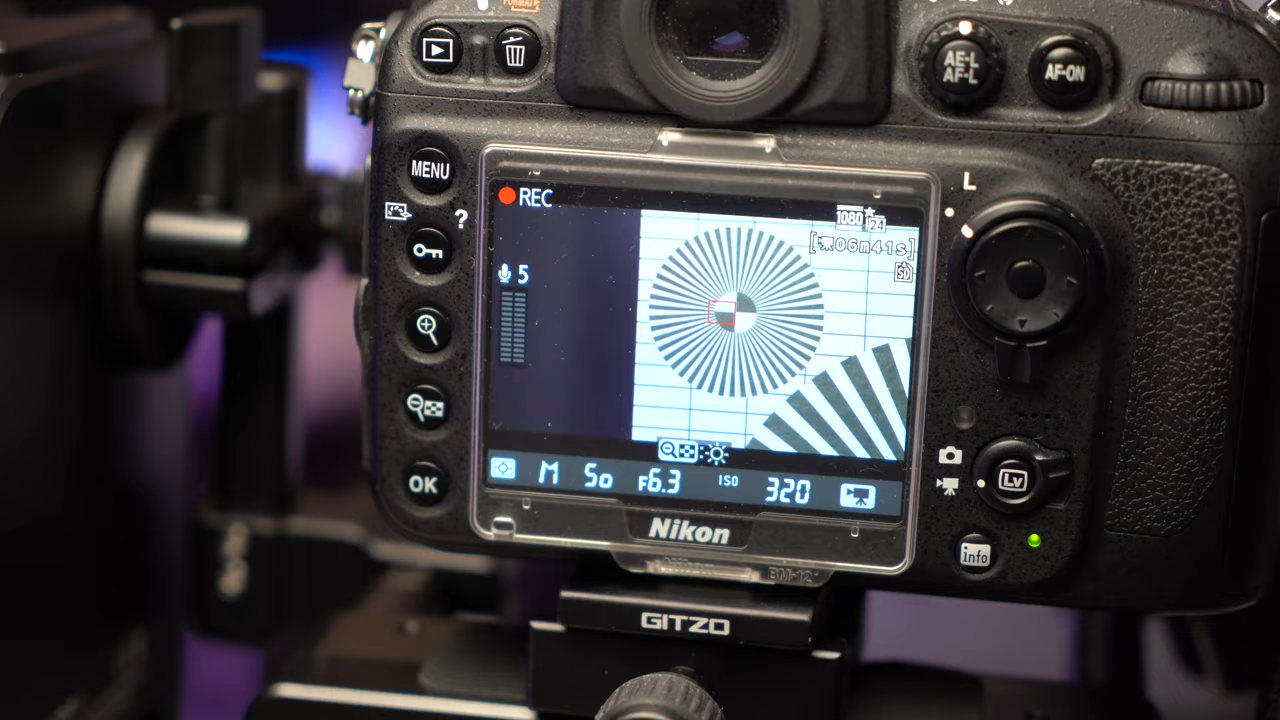 FORMAT
AE-L
AF-L
AF-ON
MENU
L
REC
1080 ★ 24
?
[06m41s]
SD
5
OK
M 50 F6.3 ISO 320
Lv
Nikon
info
BM-12
GITZO